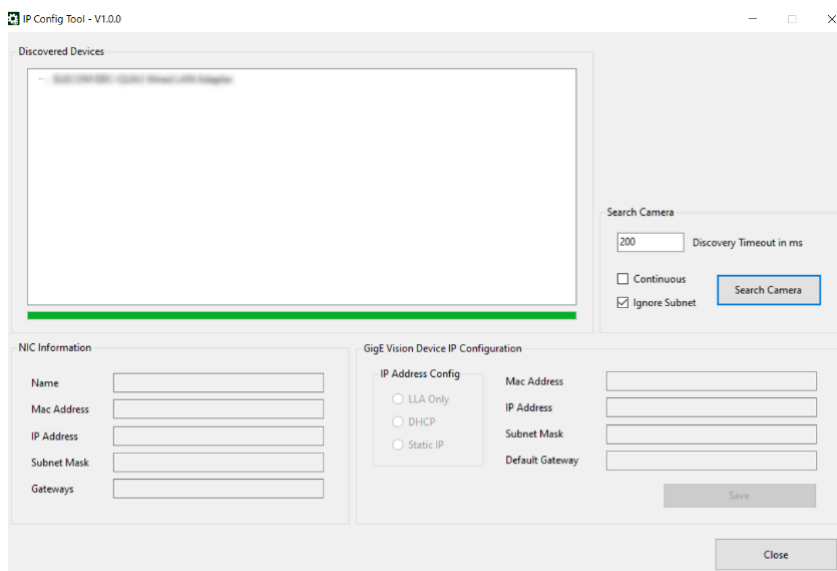 IP Config Tool - V1.0.0
Discovered Devices
Search Camera
200 Discovery Timeout in ms
Continuous
Search Camera
Ignore Subnet
NIC Information
Name
Mac Address
IP Address
Subnet Mask
Gateways
GigE Vision Device IP Configuration
IP Address Config
LLA Only
DHCP
Static IP
Mac Address
IP Address
Subnet Mask
Default Gateway
Save
Close